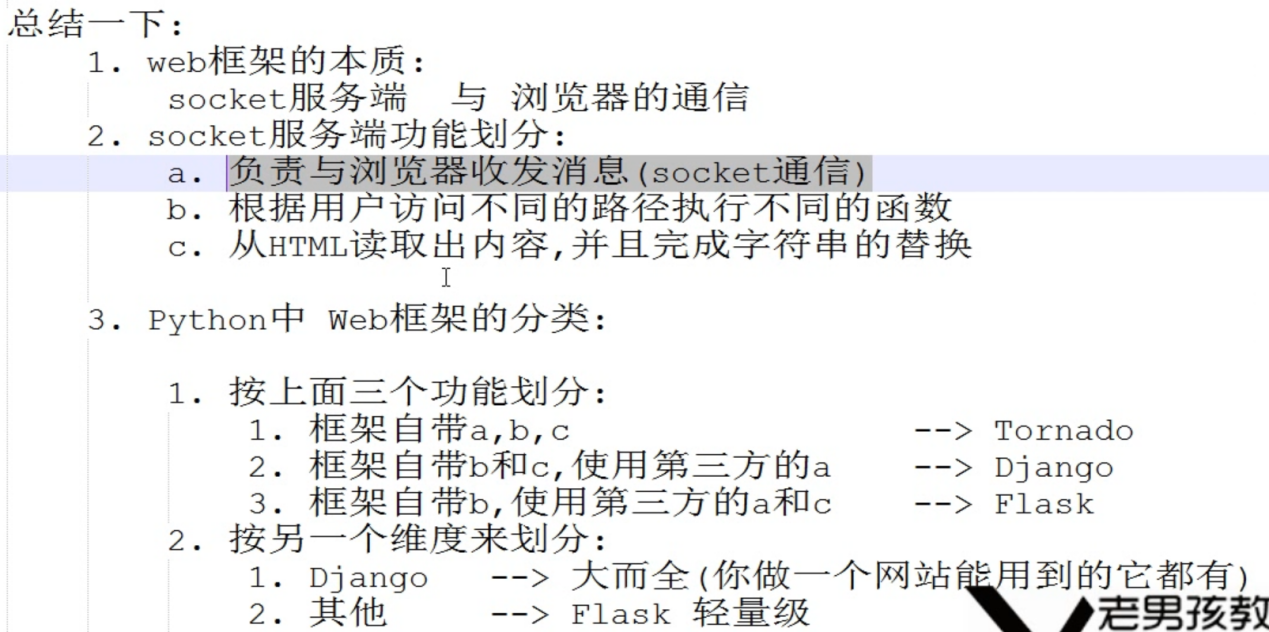 总结一下:
1. web框架的本质:
socket服务端 与 浏览器的通信
2. socket服务端功能划分:
a. 负责与浏览器收发消息(socket通信)
b. 根据用户访问不同的路径执行不同的函数
c. 从HTML读取出内容,并且完成字符串的替换
3. Python中 Web框架的分类:
1. 按上面三个功能划分:
1. 框架自带a,b,c --> Tornado
2. 框架自带b和c,使用第三方的a --> Django
3. 框架自带b,使用第三方的a和c --> Flask
2. 按另一个维度来划分:
1. Django --> 大而全(你做一个网站能用到的它都有)
2. 其他 --> Flask 轻量级
老男孩教